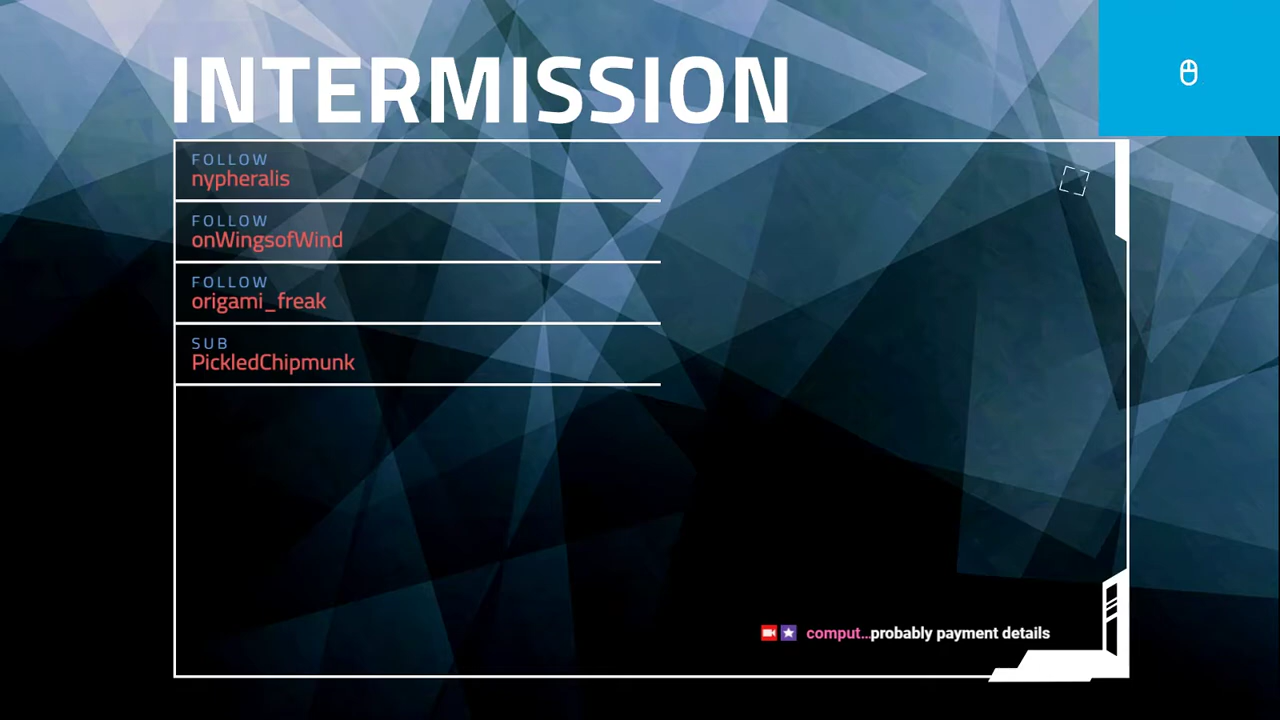 INTERMISSION
FOLLOW
nypheralis
FOLLOW
onWingsofWind
FOLLOW
origami_freak
SUB
PickledChipmunk
comput...probably payment details